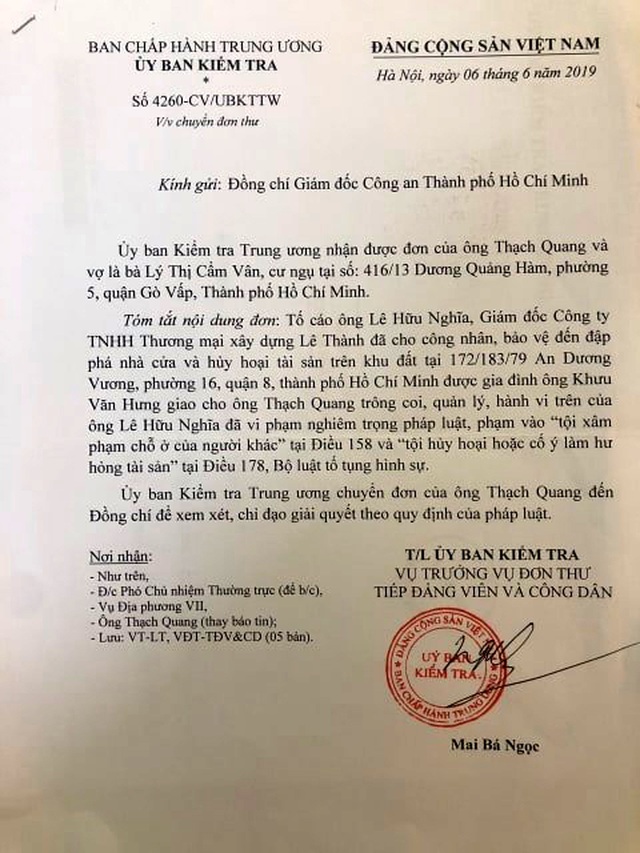 BAN CHẤP HÀNH TRUNG ƯƠNG
ỦY BAN KIỂM TRA
*
Số 4260-CV/UBKTTW
V/v chuyển đơn thư
ĐẢNG CỘNG SẢN VIỆT NAM
Hà Nội, ngày 06 tháng 6 năm 2019
Kính gửi: Đồng chí Giám đốc Công an Thành phố Hồ Chí Minh
Ủy ban Kiểm tra Trung ương nhận được đơn của ông Thạch Quang và
vợ là bà Lý Thị Cẩm Vân, cư ngụ tại số: 416/13 Dương Quảng Hàm, phường
5, quận Gò Vấp, Thành phố Hồ Chí Minh.
Tóm tắt nội dung đơn: Tố cáo ông Lê Hữu Nghĩa, Giám đốc Công ty
TNHH Thương mại xây dựng Lê Thành đã cho công nhân, bảo vệ đến đập
phá nhà cửa và hủy hoại tài sản trên khu đất tại 172/183/79 An Dương
Vương, phường 16, quận 8, thành phố Hồ Chí Minh được gia đình ông Khưu
Văn Hưng giao cho ông Thạch Quang trông coi, quản lý, hành vi trên của
ông Lê Hữu Nghĩa đã vi phạm nghiêm trọng pháp luật, phạm vào “tội xâm
phạm chỗ ở của người khác” tại Điều 158 và “tội hủy hoại hoặc cố ý làm hư
hỏng tài sản” tại Điều 178, Bộ luật tố tụng hình sự.
Ủy ban Kiểm tra Trung ương chuyển đơn của ông Thạch Quang đến
Đồng chí để xem xét, chỉ đạo giải quyết theo quy định của pháp luật.
Nơi nhận:
- Như trên,
- Đ/c Phó Chủ nhiệm Thường trực (để b/c),
- Vụ Địa phương VII,
- Ông Thạch Quang (thay báo tin);
- Lưu: VT-LT, VĐT-TĐV&CD (05 bản).
T/L ỦY BAN KIỂM TRA
VỤ TRƯỞNG VỤ ĐƠN THƯ
TIẾP ĐẢNG VIÊN VÀ CÔNG DÂN
ĐẢNG CỘNG SẢN VIỆT NAM
UỶ BAN
KIỂM TRA
BAN CHẤP HÀNH TRUNG ƯƠNG
Mai Bá Ngọc